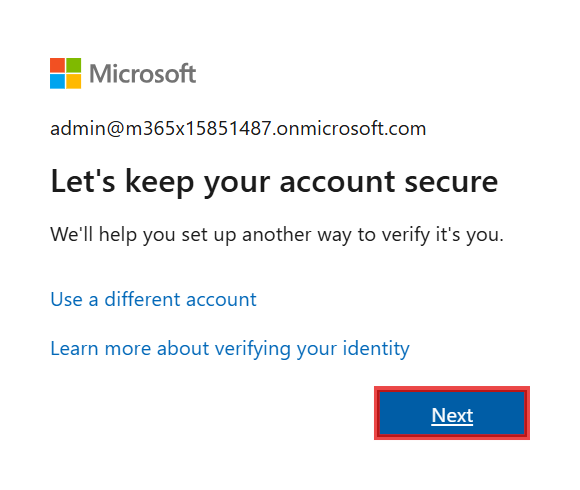 Microsoft
admin@m365x15851487.onmicrosoft.com
Let's keep your account secure
We'll help you set up another way to verify it's you.
Use a different account
Learn more about verifying your identity
Next